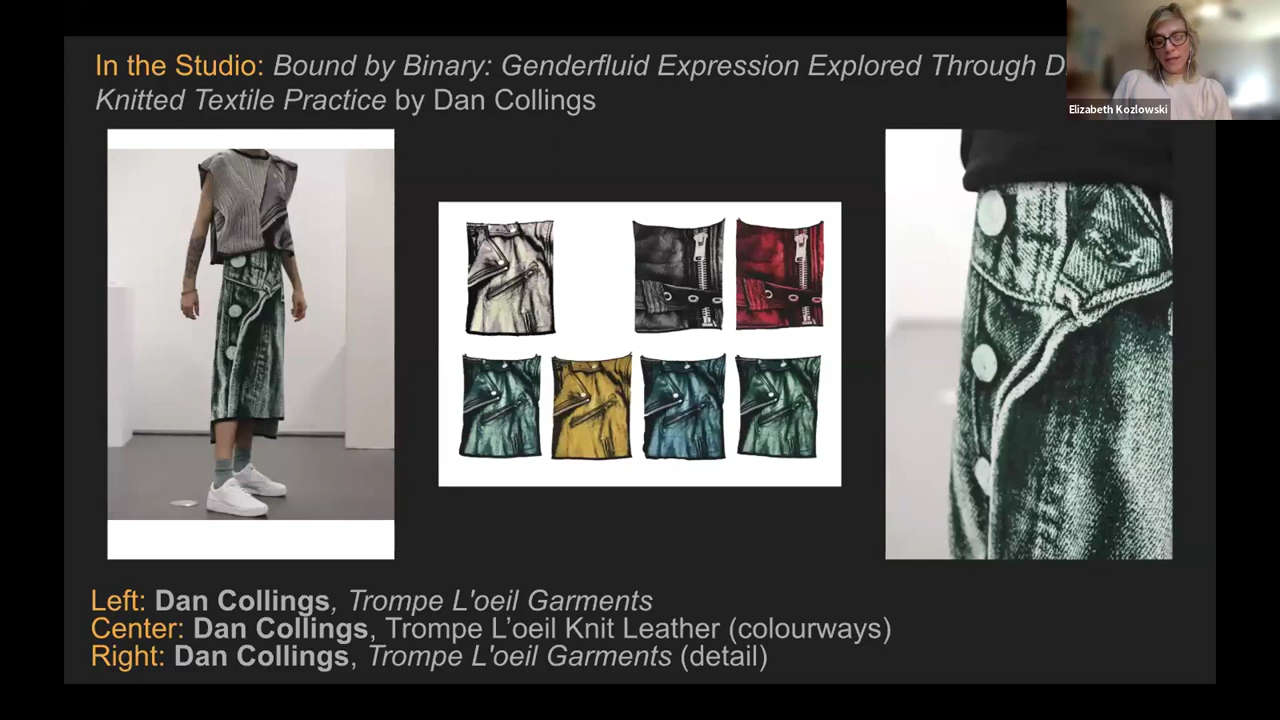 In the Studio: Bound by Binary: Genderfluid Expression Explored Through
Knitted Textile Practice by Dan Collings
Elizabeth Kozlowski
Left: Dan Collings, Trompe L'oeil Garments
Center: Dan Collings, Trompe L’oeil Knit Leather (colourways)
Right: Dan Collings, Trompe L'oeil Garments (detail)